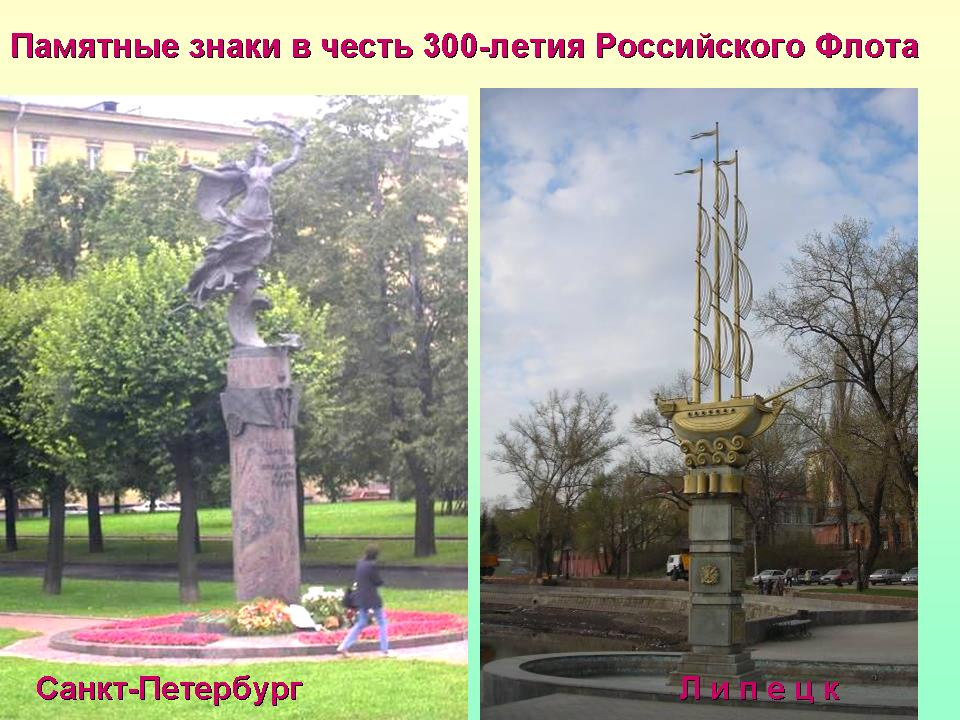 Памятные знаки в честь 300-летия Российского Флота
Санкт-Петербург
Л и п е ц к